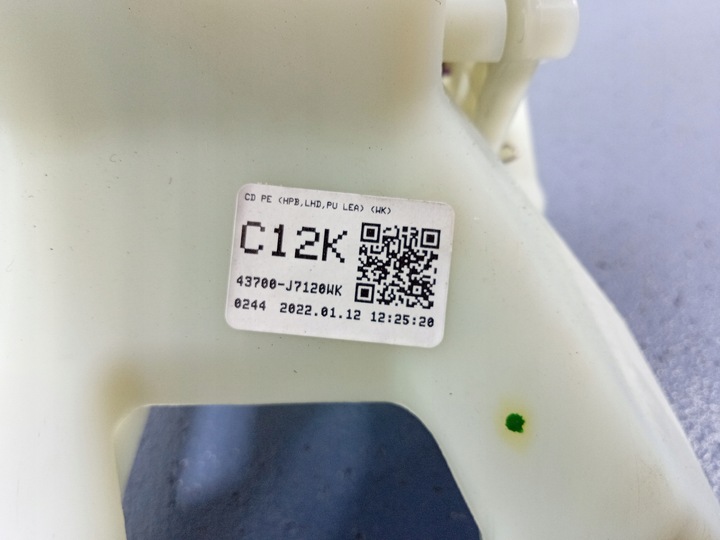 CD PE (HPB,LHD,PU LEA) (WK)
C12K
43700-J7120WK
0244 2022.01.12 12:25:20